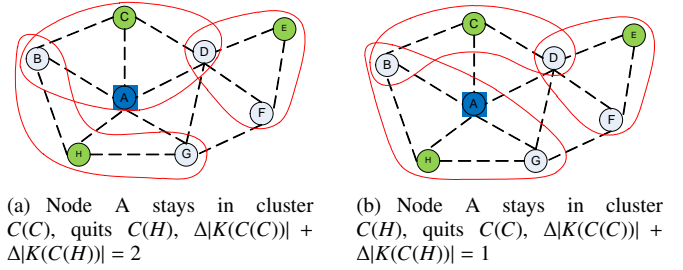 C
B
D
E
A
F
H
G
C
B
D
E
A
F
H
G
(a) Node A stays in cluster
C(C), quits C(H), Δ|K(C(C))| +
Δ|K(C(H))| = 2
(b) Node A stays in cluster
C(H), quits C(C), Δ|K(C(C))| +
Δ|K(C(H))| = 1